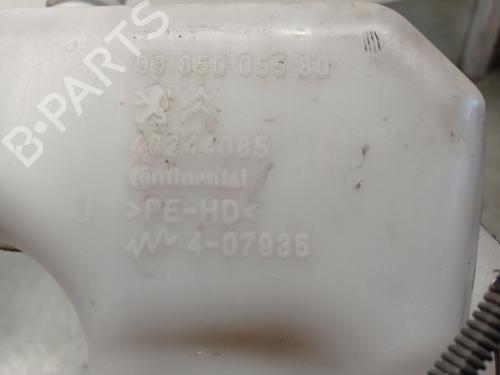 96 850 055 80
40244085
Continental
>PE-HD<
4-07935
B-PARTS